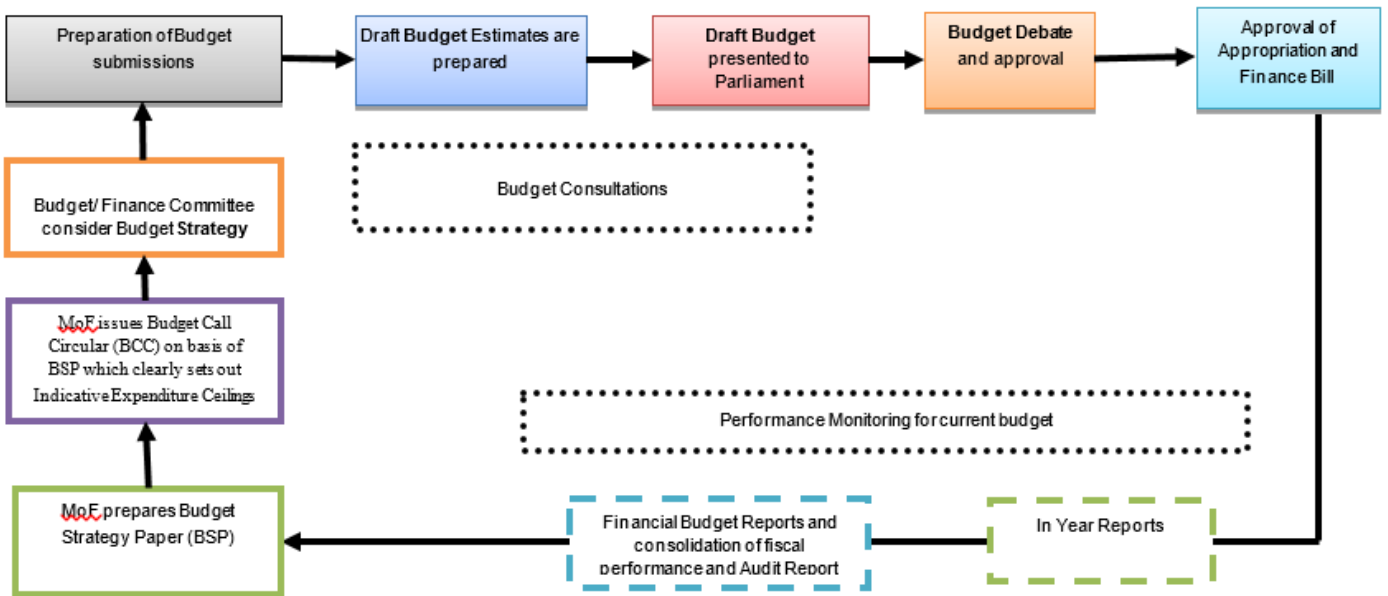 Preparation of Budget
submissions
Draft Budget Estimates are
prepared
Draft Budget
presented to
Parliament
Budget Debate
and approval
Approval of
Appropriation and
Finance Bill
Budget/ Finance Committee
consider Budget Strategy
Budget Consultations
MoF issues Budget Call
Circular (BCC) on basis of
BSP which clearly sets out
Indicative Expenditure Ceilings
Performance Monitoring for current budget
MoF prepares Budget
Strategy Paper (BSP)
Financial Budget Reports and
consolidation of fiscal
performance and Audit Report
In Year Reports